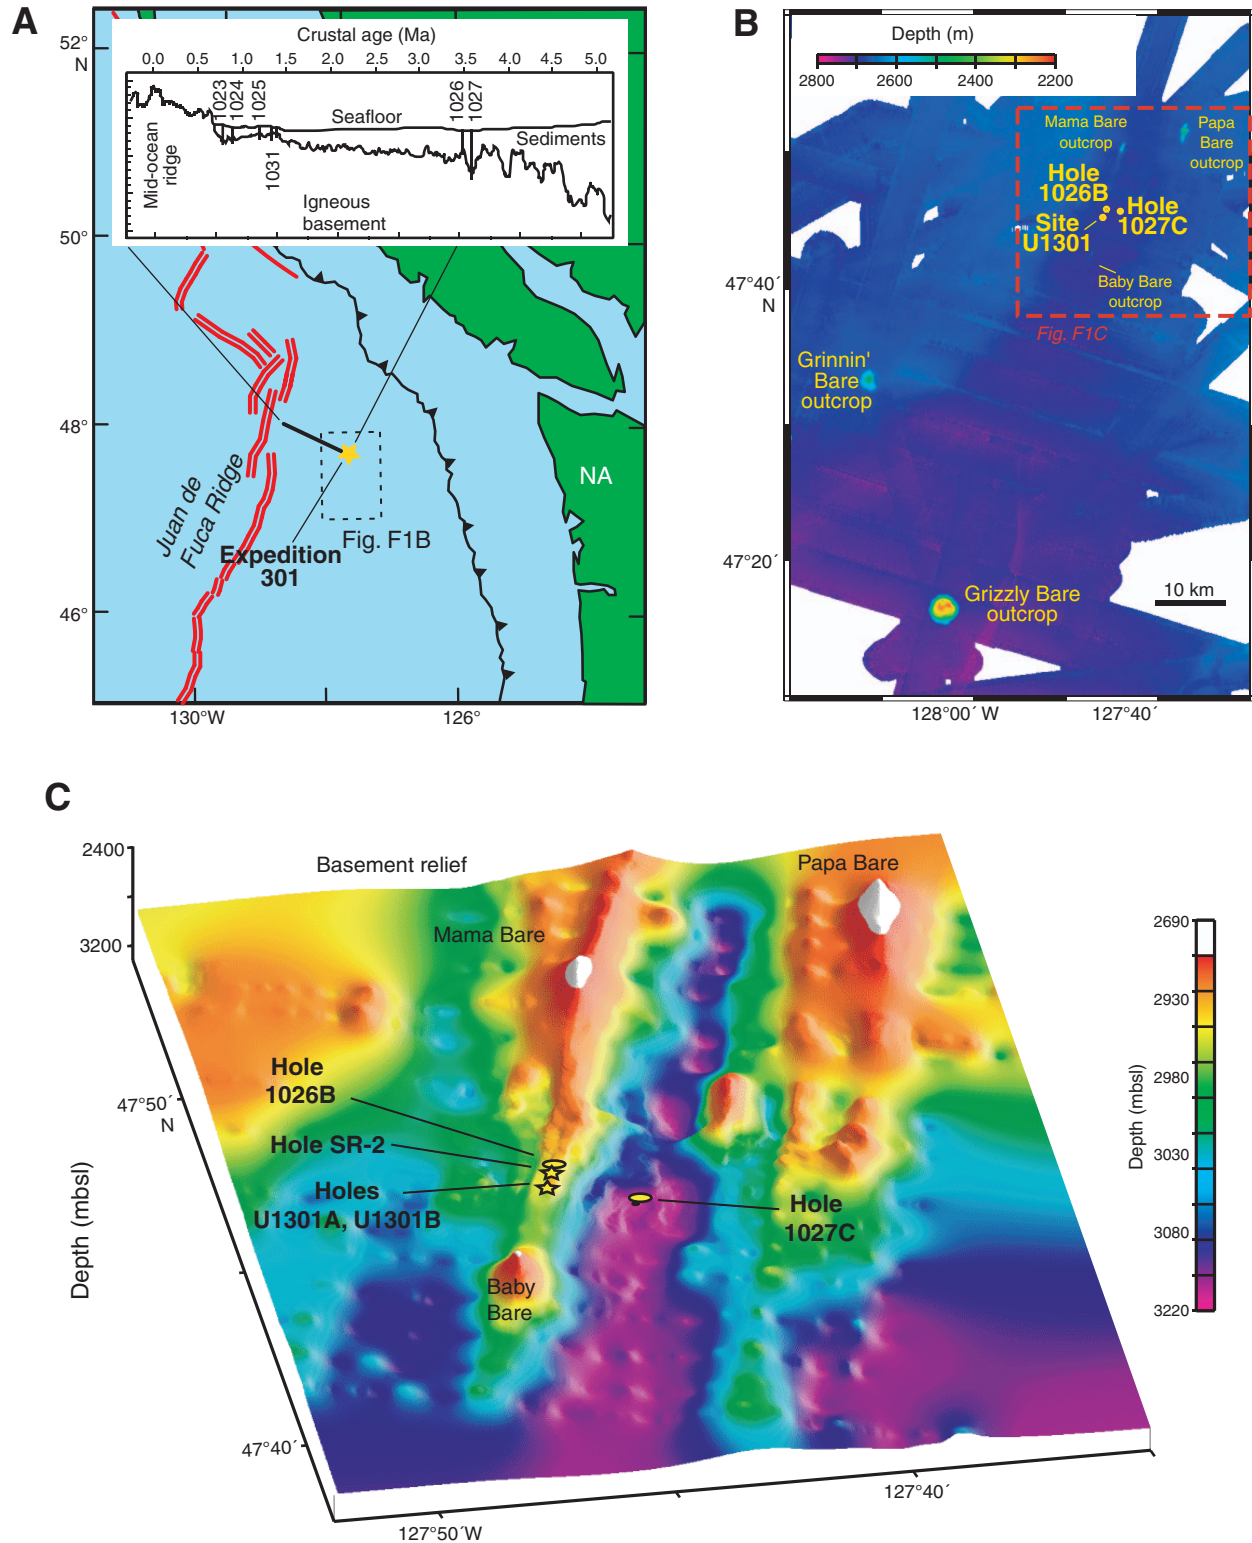 A
52°
N
50°
48°
46°
130°W
126°
Crustal age (Ma)
0.0 0.5 1.0 1.5 2.0 2.5 3.0 3.5 4.0 4.5 5.0
1023
1024
1025
1031
1026
1027
Seafloor
Sediments
Mid-ocean
ridge
Igneous
basement
Juan de
Fuca Ridge
Expedition
301
Fig. F1B
NA
B
Depth (m)
2800 2600 2400 2200
Mama Bare
outcrop
Papa
Bare
outcrop
Hole
1026B
Hole
1027C
Site
U1301
Baby Bare
outcrop
Fig. F1C
47°40´
N
Grinnin'
Bare
outcrop
47°20´
Grizzly Bare
outcrop
10 km
128°00´ W
127°40´
C
2400
3200
Basement relief
Papa Bare
Mama Bare
Hole
1026B
Hole SR-2
Holes
U1301A, U1301B
Hole
1027C
Baby
Bare
47°50´
N
47°40´
Depth (mbsl)
127°50´W
127°40´
Depth (mbsl)
2690
2930
2980
3030
3080
3220